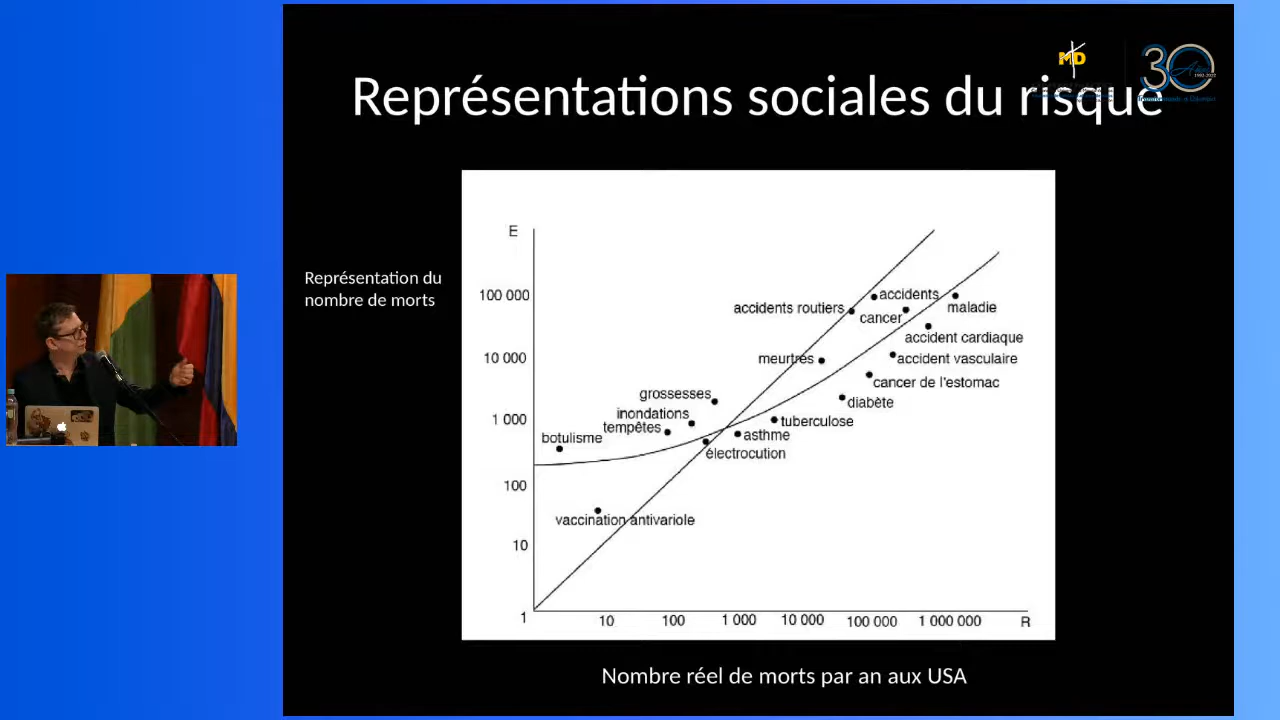 MD
30
Années
1992-2022
Représentations sociales du risque
Représentation du
nombre de morts
E
100 000
10 000
1 000
100
10
1
accidents routiers
accidents
cancer
maladie
accident cardiaque
meurtres
accident vasculaire
cancer de l'estomac
grossesses
diabète
inondations
tempêtes
tuberculose
botulisme
asthme
électrocution
vaccination antivariole
10
100
1 000
10 000
100 000
1 000 000
R
Nombre réel de morts par an aux USA